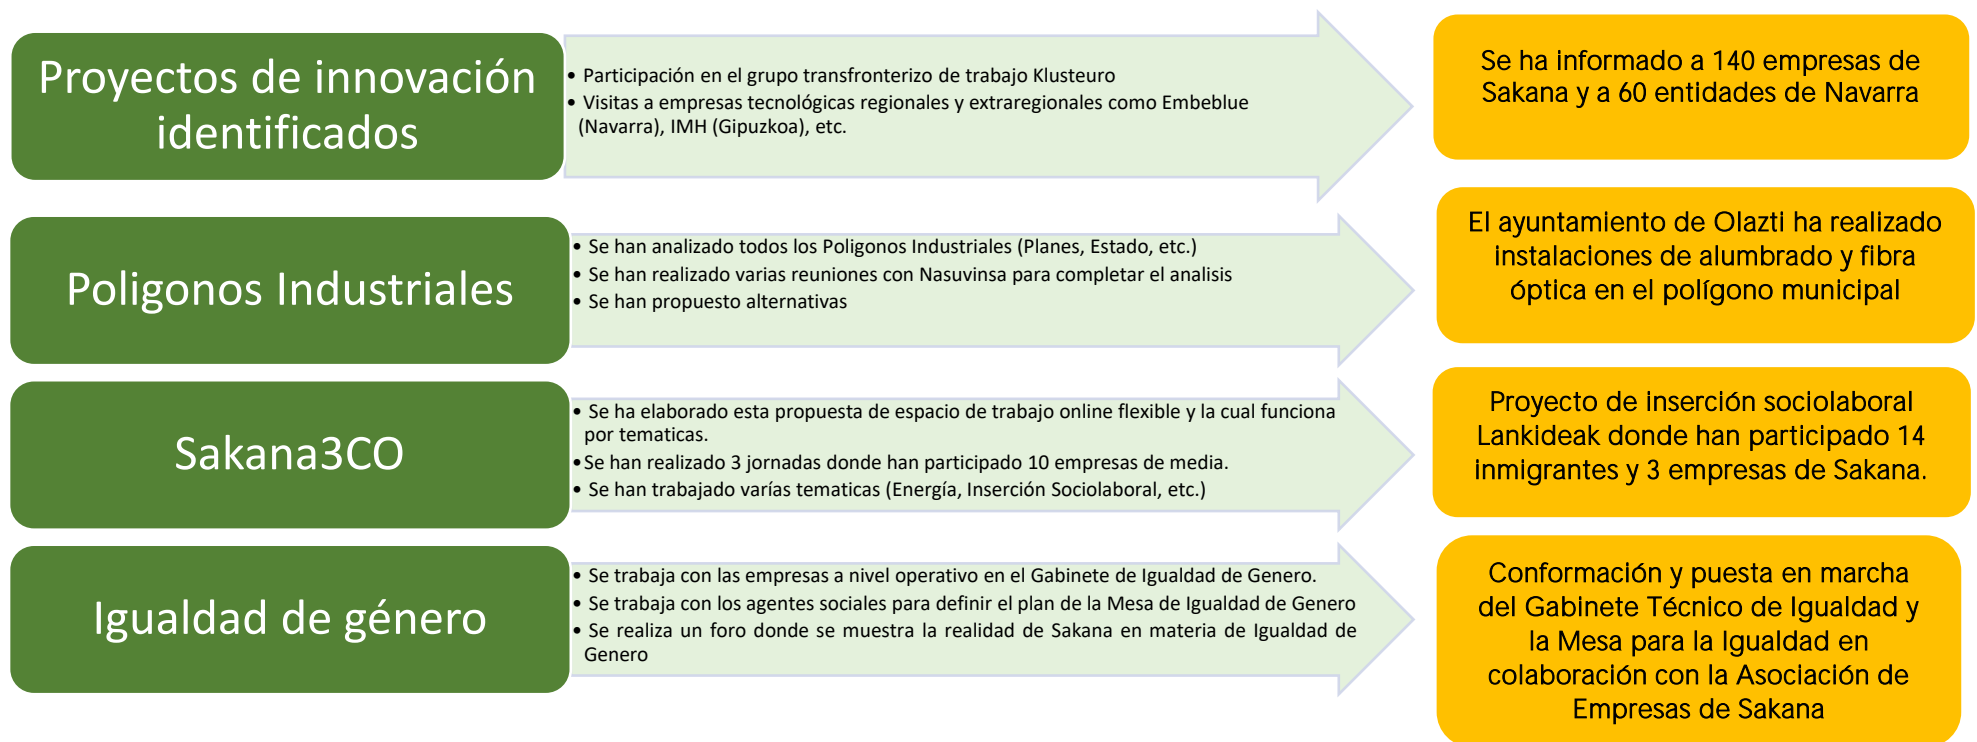 Proyectos de innovación
identificados
• Participación en el grupo transfronterizo de trabajo Klusteuro
• Visitas a empresas tecnológicas regionales y extraregionales como Embeblue
(Navarra), IMH (Gipuzkoa), etc.
Se ha informado a 140 empresas de
Sakana y a 60 entidades de Navarra
Poligonos Industriales
• Se han analizado todos los Poligonos Industriales (Planes, Estado, etc.)
• Se han realizado varias reuniones con Nasuvinsa para completar el analisis
• Se han propuesto alternativas
El ayuntamiento de Olazti ha realizado
instalaciones de alumbrado y fibra
óptica en el polígono municipal
Sakana3CO
• Se ha elaborado esta propuesta de espacio de trabajo online flexible y la cual funciona
por tematicas.
•Se han realizado 3 jornadas donde han participado 10 empresas de media.
• Se han trabajado varías tematicas (Energía, Inserción Sociolaboral, etc.)
Proyecto de inserción sociolaboral
Lankideak donde han participado 14
inmigrantes y 3 empresas de Sakana.
Igualdad de género
• Se trabaja con las empresas a nivel operativo en el Gabinete de Igualdad de Genero.
• Se trabaja con los agentes sociales para definir el plan de la Mesa de Igualdad de Genero
• Se realiza un foro donde se muestra la realidad de Sakana en materia de Igualdad de
Genero
Conformación y puesta en marcha
del Gabinete Técnico de Igualdad y
la Mesa para la Igualdad en
colaboración con la Asociación de
Empresas de Sakana